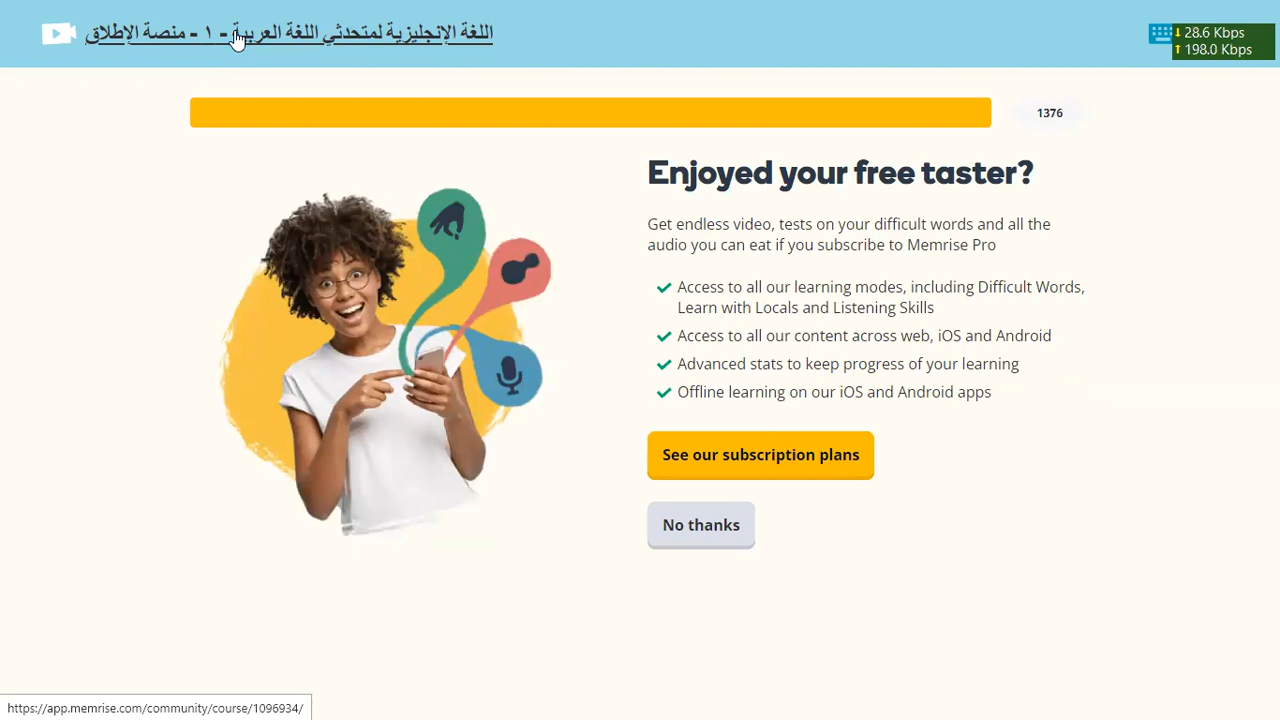 اللغة الإنجليزية لمتحدثي اللغة العربية - ١ - منصة الإطلاق
28.6 Kbps
198.0 Kbps
1376
Enjoyed your free taster?
Get endless video, tests on your difficult words and all the
audio you can eat if you subscribe to Memrise Pro
Access to all our learning modes, including Difficult Words,
Learn with Locals and Listening Skills
Access to all our content across web, iOS and Android
Advanced stats to keep progress of your learning
Offline learning on our iOS and Android apps
See our subscription plans
No thanks
https://app.memrise.com/community/course/1096934/